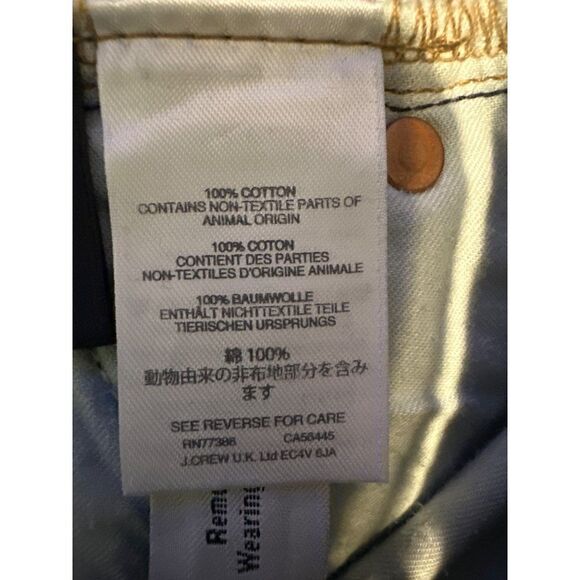 100% COTTON
CONTAINS NON-TEXTILE PARTS OF
ANIMAL ORIGIN
100% COTON
CONTIENT DES PARTIES
NON-TEXTILES D'ORIGINE ANIMALE
100% BAUMWOLLE
ENTHÄLT NICHTTEXTILE TEILE
TIERISCHEN URSPRUNGS
綿 100%
動物由来の非布地部分を含み
ます
SEE REVERSE FOR CARE
RN77388 CA56445
J.CREW U.K. Ltd EC4V 6JA
Wearing